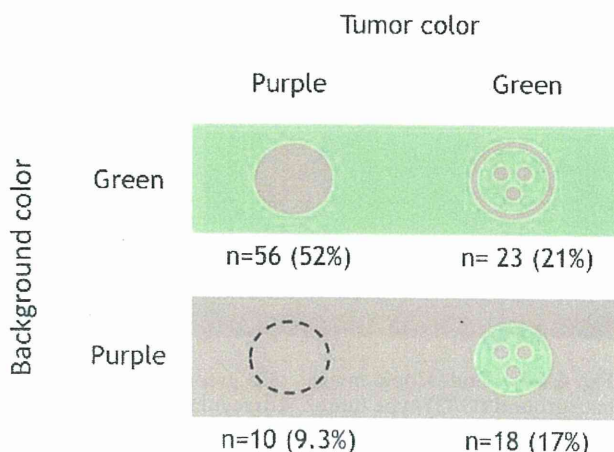 Tumor color
Purple Green
Background color
Green
n=56 (52%) n= 23 (21%)
Purple
n=10 (9.3%) n=18 (17%)